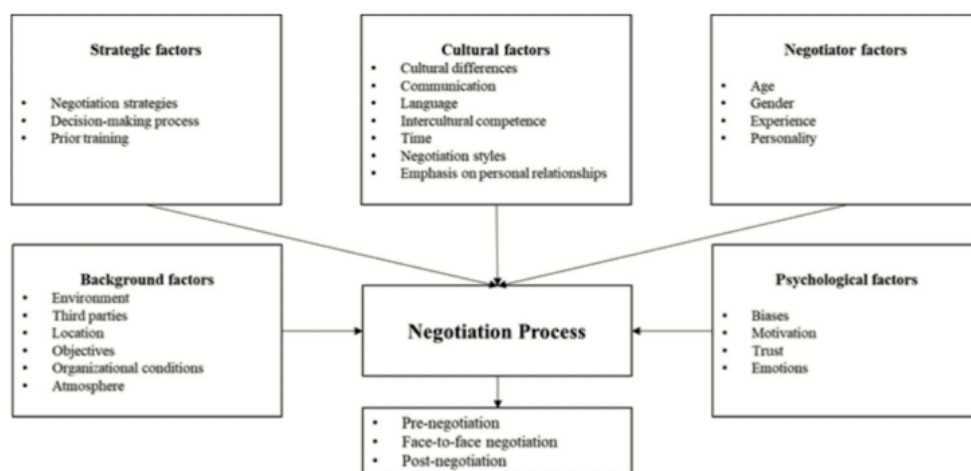 Strategic factors
Negotiation strategies
Decision-making process
Prior training
Cultural factors
Cultural differences
Communication
Language
Intercultural competence
Time
Negotiation styles
Emphasis on personal relationships
Negotiator factors
Age
Gender
Experience
Personality
Background factors
Environment
Third parties
Location
Objectives
Organizational conditions
Atmosphere
Negotiation Process
Psychological factors
Biases
Motivation
Trust
Emotions
Pre-negotiation
Face-to-face negotiation
Post-negotiation